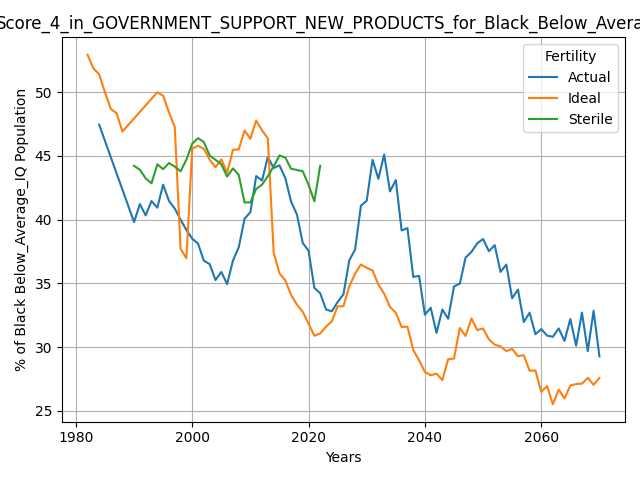 Score_4_in_GOVERNMENT_SUPPORT_NEW_PRODUCTS_for_Black_Below_Avera
% of Black Below_Average_IQ Population
50
45
40
35
30
25
Fertility
Actual
Ideal
Sterile
1980 2000 2020 2040 2060
Years